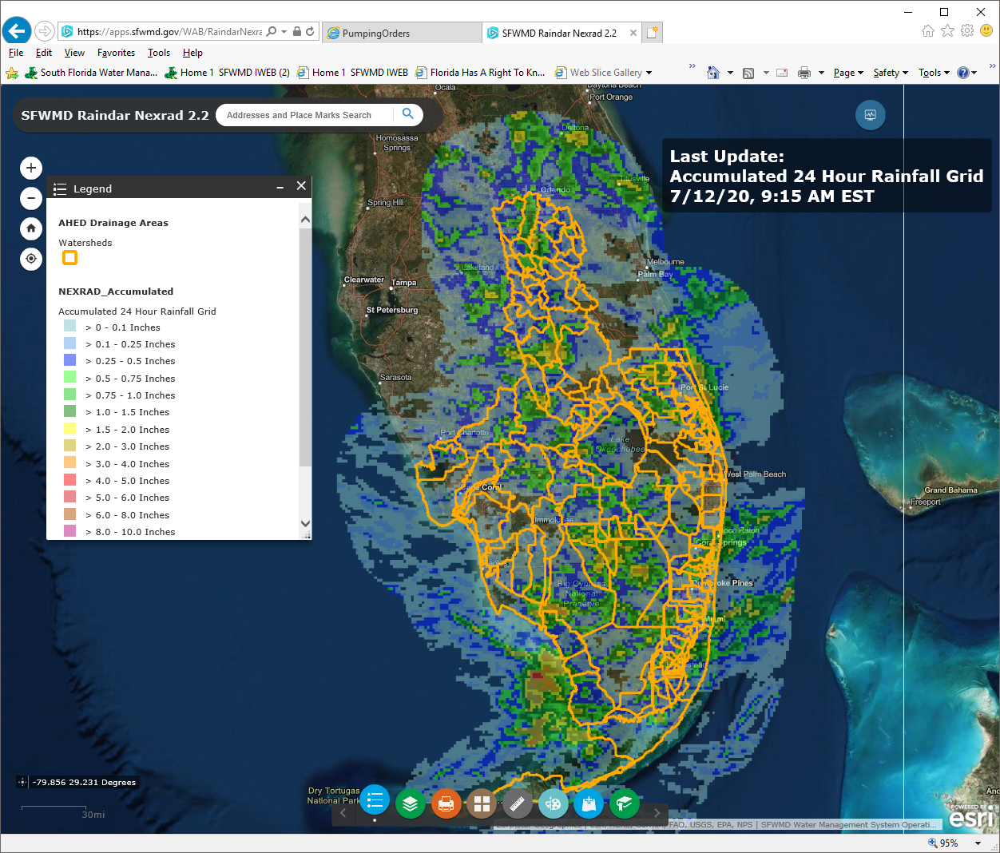 https://apps.sfwmd.gov/WAB/RaindarNexra
PumpingOrders
SFWMD Raindar Nexrad 2.2
File Edit View Favorites Tools Help
South Florida Water Mana...
Home 1 SFWMD IWEB (2)
Home 1 SFWMD IWEB
Florida Has A Right To Kn...
Web Slice Gallery
Page
Safety
Tools
SFWMD Raindar Nexrad 2.2
Addresses and Place Marks Search
Last Update:
Accumulated 24 Hour Rainfall Grid
7/12/20, 9:15 AM EST
Legend
AHED Drainage Areas
Watersheds
NEXRAD_Accumulated
Accumulated 24 Hour Rainfall Grid
> 0 - 0.1 Inches
> 0.1 - 0.25 Inches
> 0.25 - 0.5 Inches
> 0.5 - 0.75 Inches
> 0.75 - 1.0 Inches
> 1.0 - 1.5 Inches
> 1.5 - 2.0 Inches
> 2.0 - 3.0 Inches
> 3.0 - 4.0 Inches
> 4.0 - 5.0 Inches
> 5.0 - 6.0 Inches
> 6.0 - 8.0 Inches
> 8.0 - 10.0 Inches
Ocala
Daytona Beach
Port Orange
Deltona
Homosassa
Springs
Titusville
Orlando
Spring Hill
Lakeland
Melbourne
Palm Bay
Clearwater
Tampa
St Petersburg
Sarasota
Port St Lucie
Port Charlotte
Lake
Okeechobee
West Palm Beach
Grand Bahama
Freeport
Immokalee
Big Cypress
National
Preserve
Pembroke Pines
Miami
-79.856 29.231 Degrees
30mi
Dry Tortugas
National Park
FAO, USGS, EPA, NPS | SFWMD Water Management System Operati...
POWERED BY
esri
95%